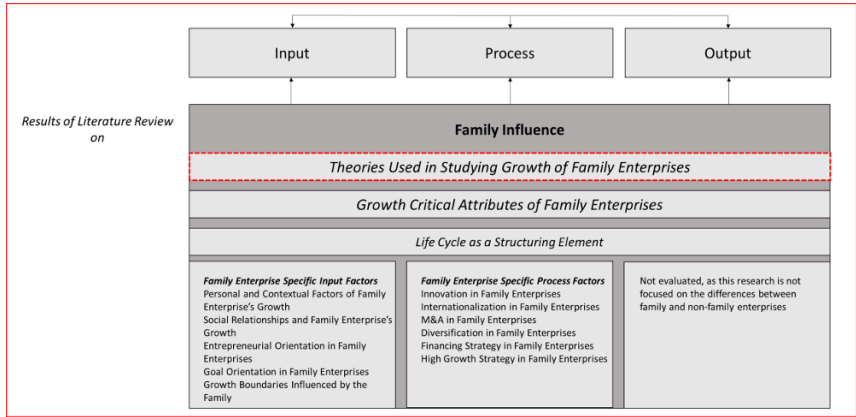 Input
Process
Output
Results of Literature Review
on
Family Influence
Theories Used in Studying Growth of Family Enterprises
Growth Critical Attributes of Family Enterprises
Life Cycle as a Structuring Element
Family Enterprise Specific Input Factors
Personal and Contextual Factors of Family
Enterprise's Growth
Social Relationships and Family Enterprise's
Growth
Entrepreneurial Orientation in Family
Enterprises
Goal Orientation in Family Enterprises
Growth Boundaries Influenced by the
Family
Family Enterprise Specific Process Factors
Innovation in Family Enterprises
Internationalization in Family Enterprises
M&A in Family Enterprises
Diversification in Family Enterprises
Financing Strategy in Family Enterprises
High Growth Strategy in Family Enterprises
Not evaluated, as this research is not
focused on the differences between
family and non-family enterprises